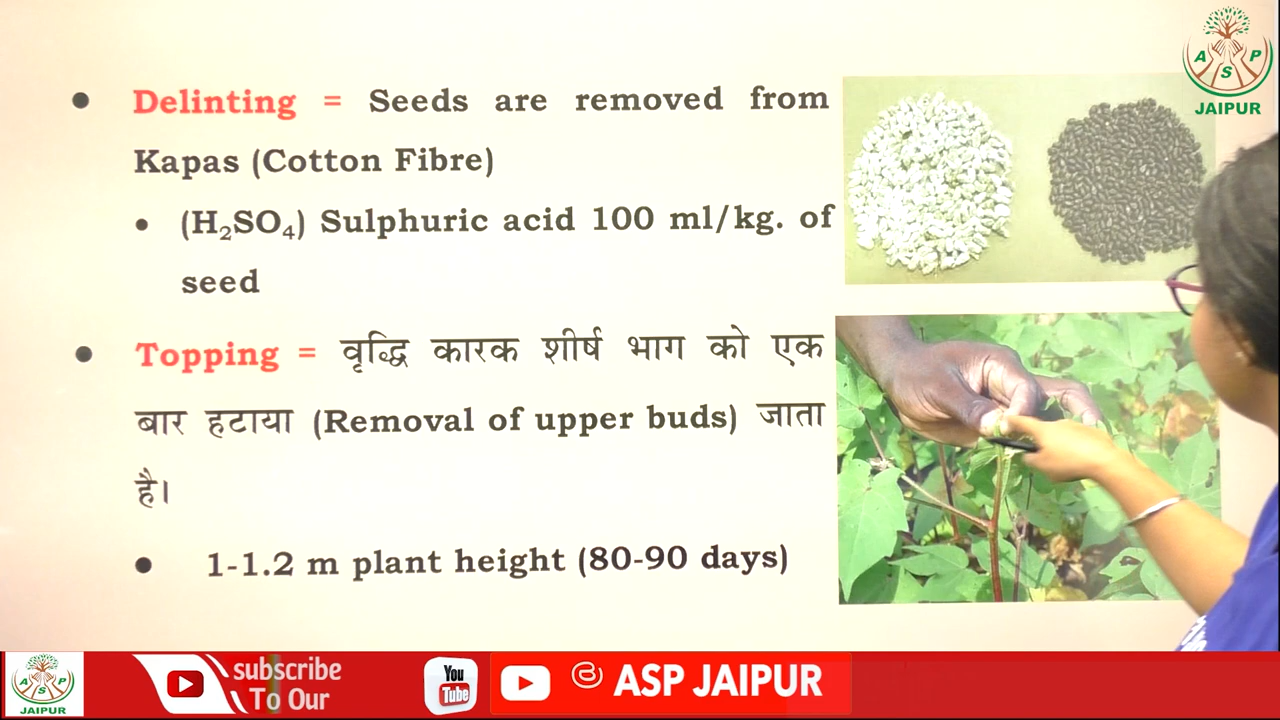 A S P
JAIPUR
• Delinting = Seeds are removed from
Kapas (Cotton Fibre)
• (H₂SO₄) Sulphuric acid 100 ml/kg. of
seed
• Topping = वृद्धि कारक शीर्ष भाग को एक
बार हटाया (Removal of upper buds) जाता
है।
• 1-1.2 m plant height (80-90 days)
A S P
JAIPUR
subscribe
To Our
You
Tube
ASP JAIPUR